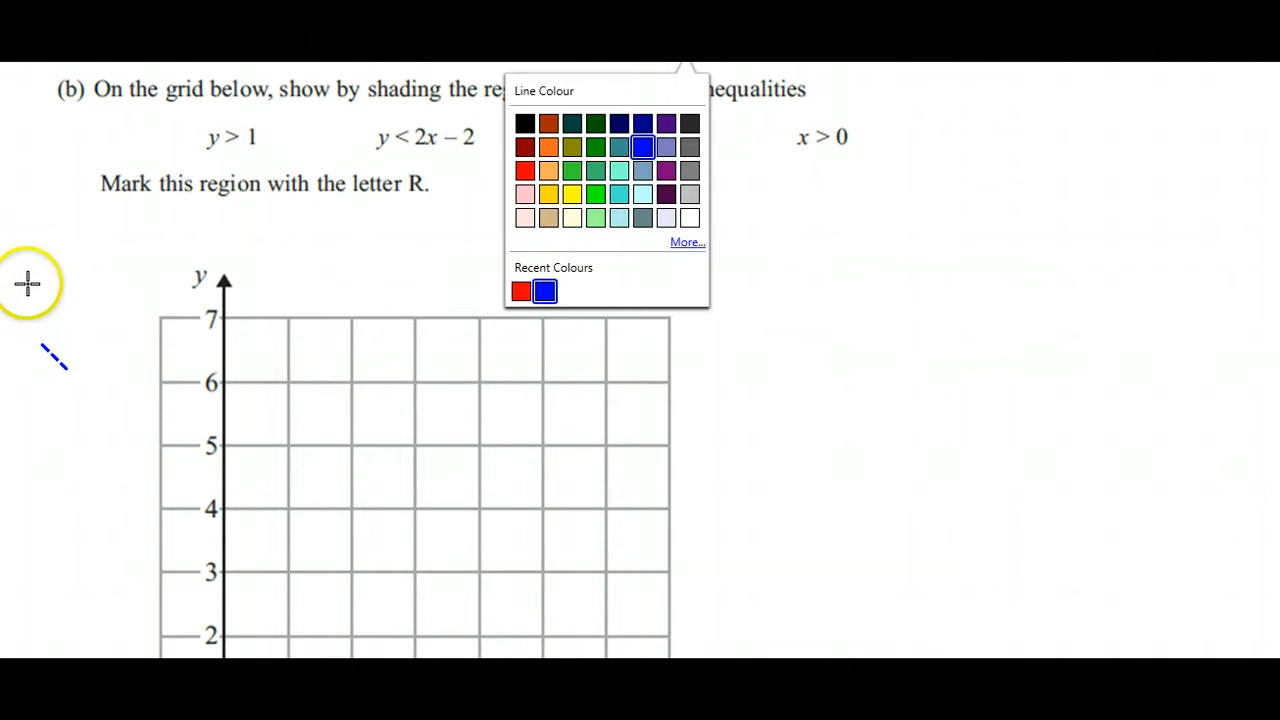 (b) On the grid below, show by shading the re
nequalities
y > 1
y < 2x – 2
x > 0
Mark this region with the letter R.
Line Colour
More...
Recent Colours
y
7
6
5
4
3
2